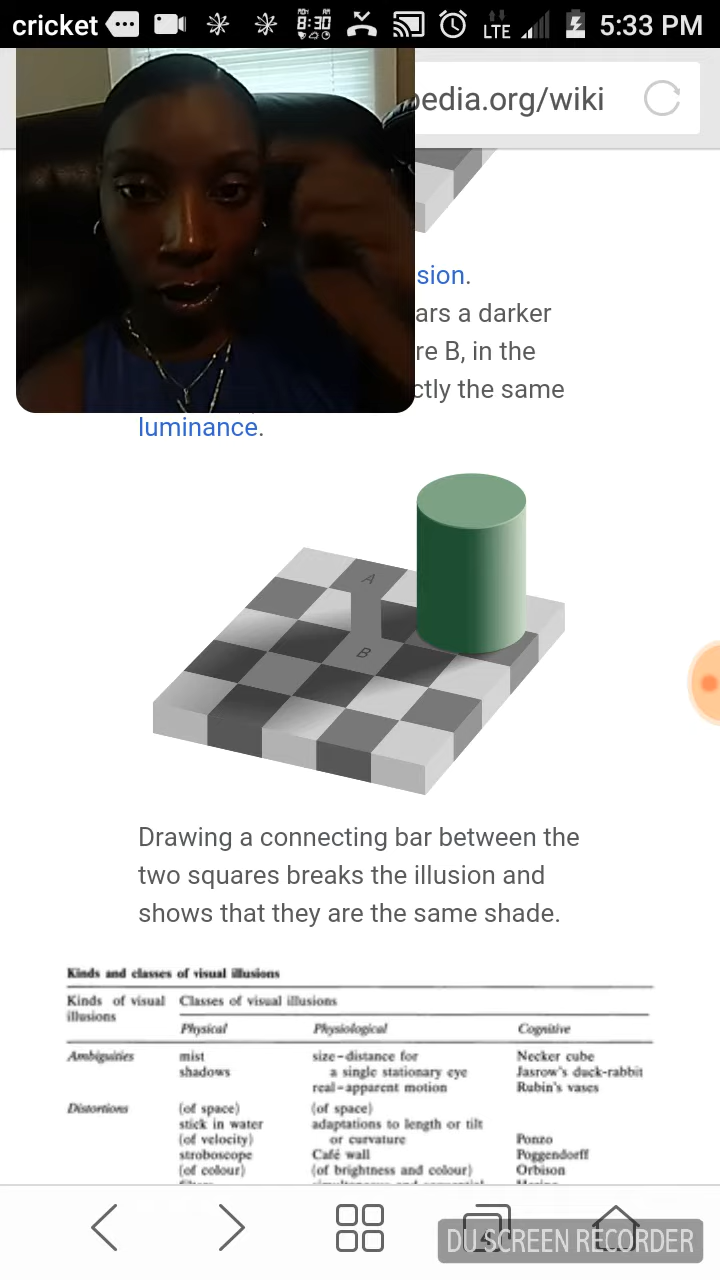 cricket
8:30
LTE
5:33 PM
pedia.org/wiki
sion.
ars a darker
re B, in the
ctly the same
luminance.
A
B
Drawing a connecting bar between the
two squares breaks the illusion and
shows that they are the same shade.
Kinds and classes of visual illusions
Kinds of visual illusions
Classes of visual illusions
Physical
Physiological
Cognitive
Ambiguities
mist
size-distance for
Necker cube
shadows
a single stationary eye
Jasrow's duck-rabbit
real-apparent motion
Rubin's vases
Distortions
(of space)
(of space)
stick in water
adaptations to length or tilt
(of velocity)
or curvature
Ponzo
stroboscope
Café wall
Poggendorff
(of colour)
(of brightness and colour)
Orbison
4
DU SCREEN RECORDER